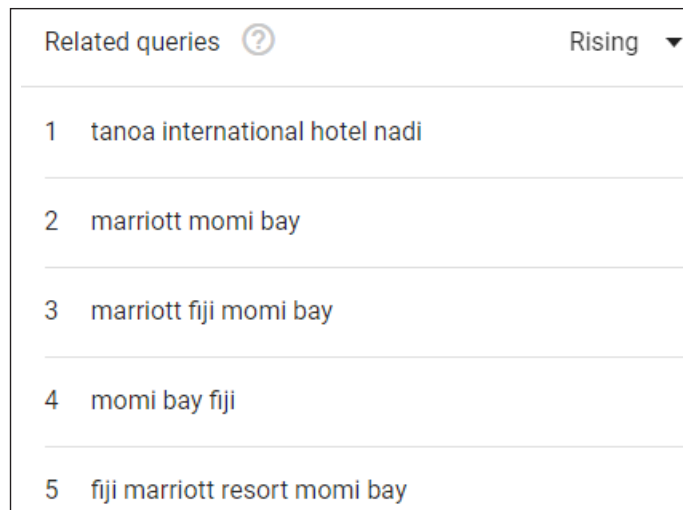 Related queries ? Rising
1 tanoa international hotel nadi
2 marriott momi bay
3 marriott fiji momi bay
4 momi bay fiji
5 fiji marriott resort momi bay